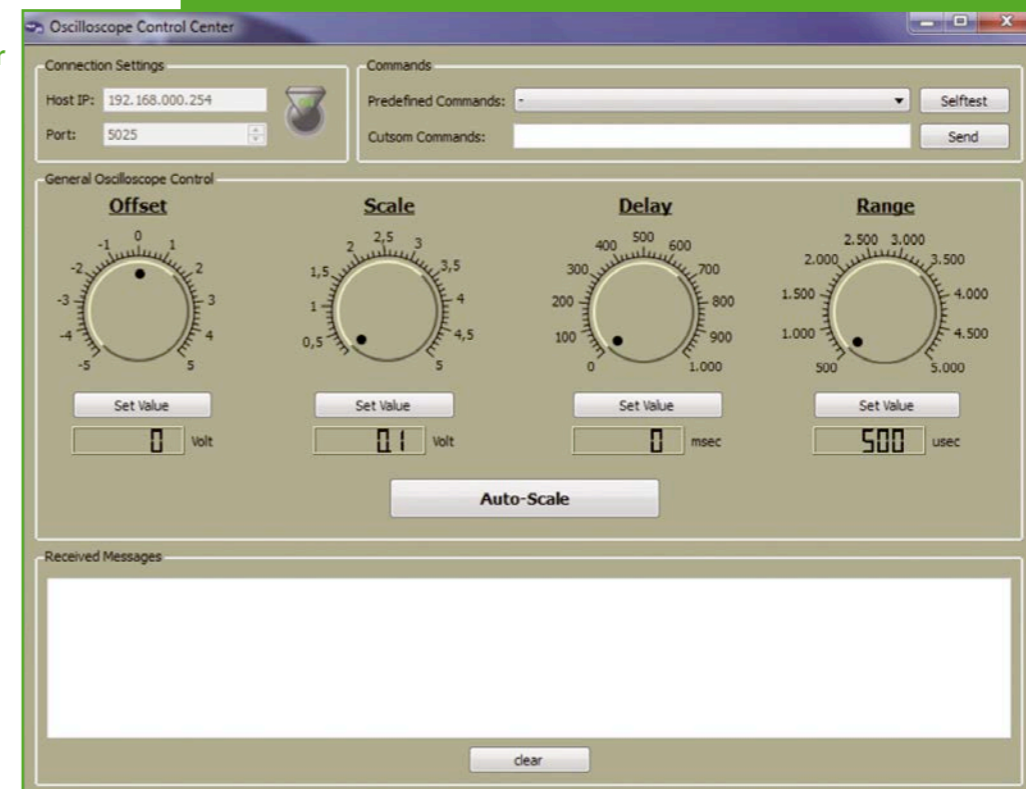 Oscilloscope Control Center
Connection Settings
Host IP: 192.168.000.254
Port: 5025
Commands
Predefined Commands: - Selftest
Cutsom Commands: Send
General Oscilloscope Control
Offset
-5 -4 -3 -2 -1 0 1 2 3 4 5
Set Value
0 Volt
Scale
0,5 1 1,5 2 2,5 3 3,5 4 4,5 5
Set Value
0.1 Volt
Delay
0 100 200 300 400 500 600 700 800 900 1.000
Set Value
0 msec
Range
500 1.000 1.500 2.000 2.500 3.000 3.500 4.000 4.500 5.000
Set Value
500 usec
Auto-Scale
Received Messages
clear